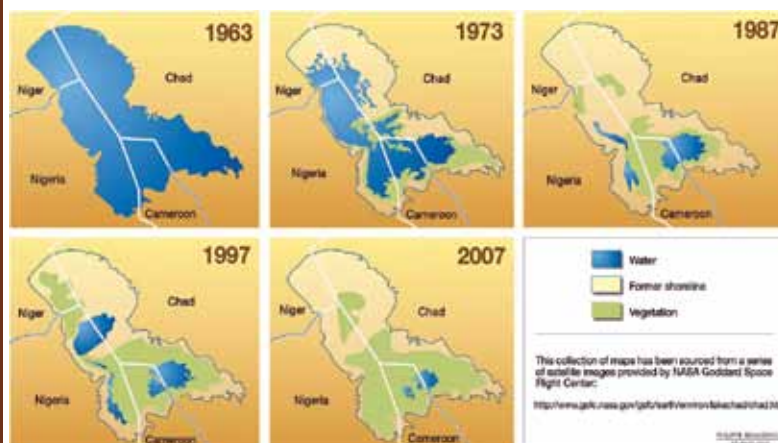 1963
Chad
Niger
Nigeria
Cameroon
1973
Chad
Niger
Nigeria
Cameroon
1987
Chad
Niger
Nigeria
Cameroon
1997
Chad
Niger
Nigeria
Cameroon
2007
Chad
Niger
Nigeria
Cameroon
Water
Former shoreline
Vegetation
This collection of maps has been sourced from a series
of satellite images provided by NASA Goddard Space
Flight Center: